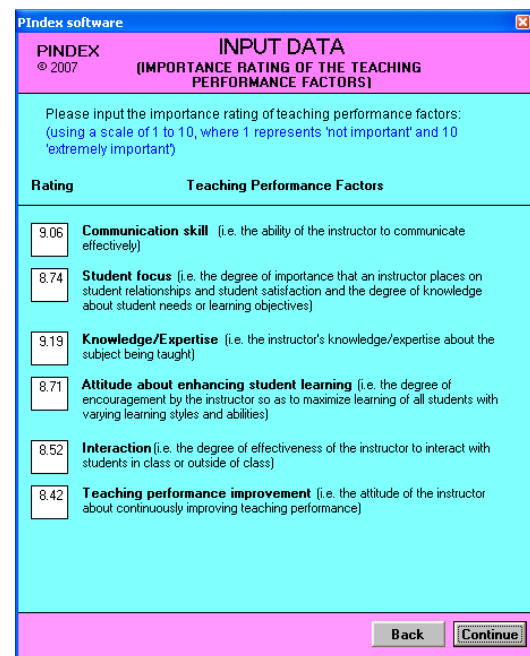 PIndex software
PINDEX
© 2007
INPUT DATA
(IMPORTANCE RATING OF THE TEACHING
PERFORMANCE FACTORS)
Please input the importance rating of teaching performance factors:
(using a scale of 1 to 10, where 1 represents 'not important' and 10
'extremely important')
Rating Teaching Performance Factors
9.06 Communication skill (i.e. the ability of the instructor to communicate
effectively)
8.74 Student focus (i.e. the degree of importance that an instructor places on
student relationships and student satisfaction and the degree of knowledge
about student needs or learning objectives)
9.19 Knowledge/Expertise (i.e. the instructor's knowledge/expertise about the
subject being taught)
8.71 Attitude about enhancing student learning (i.e. the degree of
encouragement by the instructor so as to maximize learning of all students with
varying learning styles and abilities)
8.52 Interaction (i.e. the degree of effectiveness of the instructor to interact with
students in class or outside of class)
8.42 Teaching performance improvement (i.e. the attitude of the instructor
about continuously improving teaching performance)
Back Continue